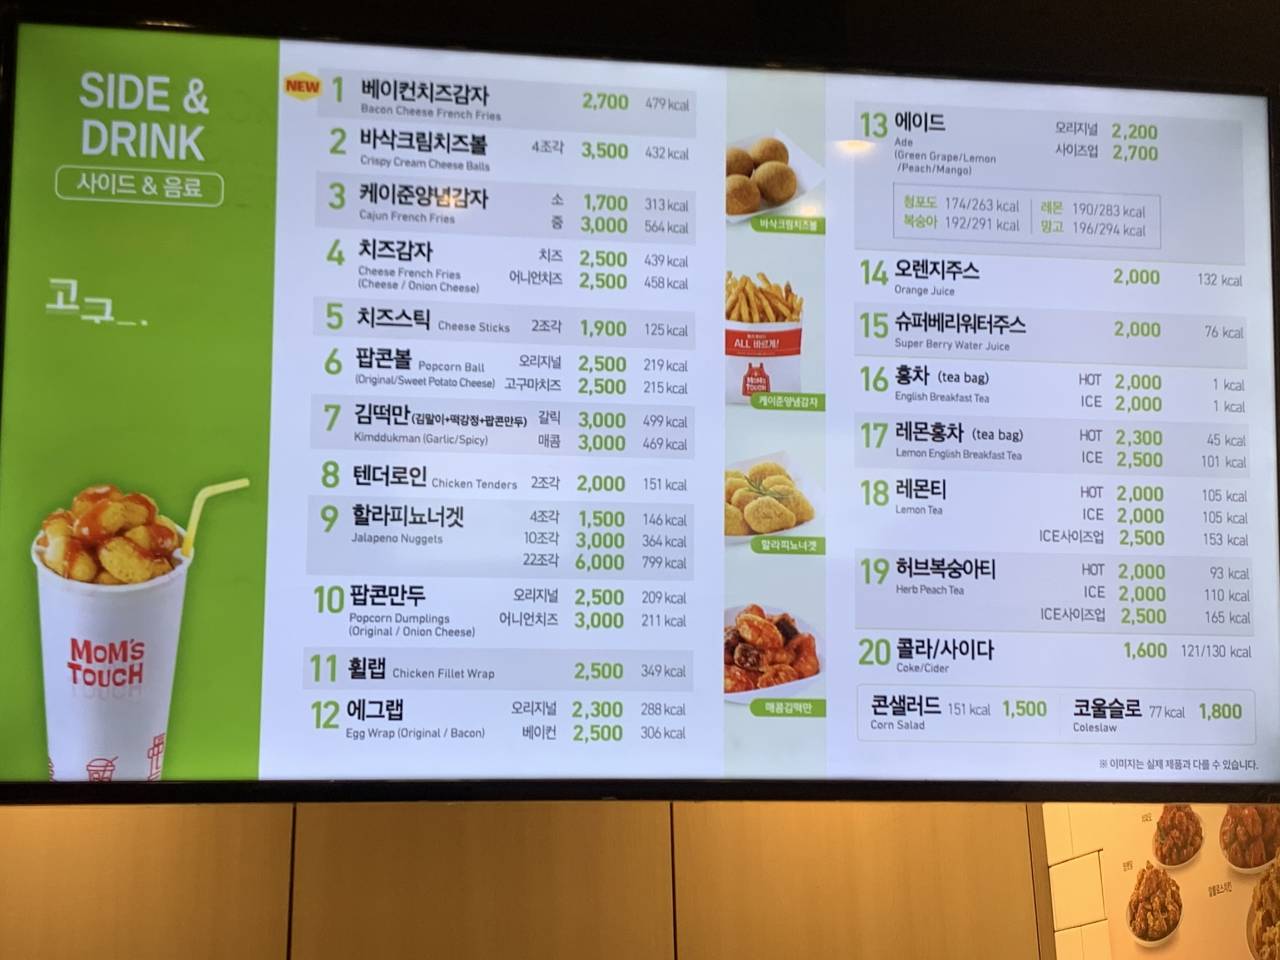 SIDE &
DRINK
사이드 & 음료
MOM'S
TOUCH
NEW
1 베이컨치즈감자 2,700 479 kcal
Bacon Cheese French Fries
2 바삭크림치즈볼 4조각 3,500 432 kcal
Crispy Cream Cheese Balls
3 케이준양념감자 소 1,700 313 kcal
Cajun French Fries 중 3,000 564 kcal
4 치즈감자 치즈 2,500 439 kcal
Cheese French Fries
(Cheese / Onion Cheese) 어니언치즈 2,500 458 kcal
5 치즈스틱 Cheese Sticks 2조각 1,900 125 kcal
6 팝콘볼 Popcorn Ball 오리지널 2,500 219 kcal
(Original/Sweet Potato Cheese) 고구마치즈 2,500 215 kcal
7 김떡만 (김말이+떡강정+팝콘만두) 갈릭 3,000 499 kcal
Kimddukman (Garlic/Spicy) 매콤 3,000 469 kcal
8 텐더로인 Chicken Tenders 2조각 2,000 151 kcal
9 할라피뇨너겟 4조각 1,500 146 kcal
Jalapeno Nuggets 10조각 3,000 364 kcal
22조각 6,000 799 kcal
10 팝콘만두 오리지널 2,500 209 kcal
Popcorn Dumplings 어니언치즈 3,000 211 kcal
(Original / Onion Cheese)
11 휠랩 Chicken Fillet Wrap 2,500 349 kcal
12 에그랩 오리지널 2,300 288 kcal
Egg Wrap (Original / Bacon) 베이컨 2,500 306 kcal
바삭크림치즈볼
ALL 바르게!
MOM'S
TOUCH
케이준양념감자
할라피뇨너겟
매콤김떡만
13 에이드 오리지널 2,200
Ade 사이즈업 2,700
(Green Grape/Lemon
/Peach/Mango)
청포도 174/263 kcal 레몬 190/283 kcal
복숭아 192/291 kcal 망고 196/294 kcal
14 오렌지주스 2,000 132 kcal
Orange Juice
15 슈퍼베리워터주스 2,000 76 kcal
Super Berry Water Juice
16 홍차 (tea bag) HOT 2,000 1 kcal
English Breakfast Tea ICE 2,000 1 kcal
17 레몬홍차 (tea bag) HOT 2,300 45 kcal
Lemon English Breakfast Tea ICE 2,500 101 kcal
18 레몬티 HOT 2,000 105 kcal
Lemon Tea ICE 2,000 105 kcal
ICE사이즈업 2,500 153 kcal
19 허브복숭아티 HOT 2,000 93 kcal
Herb Peach Tea ICE 2,000 110 kcal
ICE사이즈업 2,500 165 kcal
20 콜라/사이다 1,600 121/130 kcal
Coke/Cider
콘샐러드 151 kcal 1,500 코울슬로 77 kcal 1,800
Corn Salad Coleslaw
※ 이미지는 실제 제품과 다를 수 있습니다.